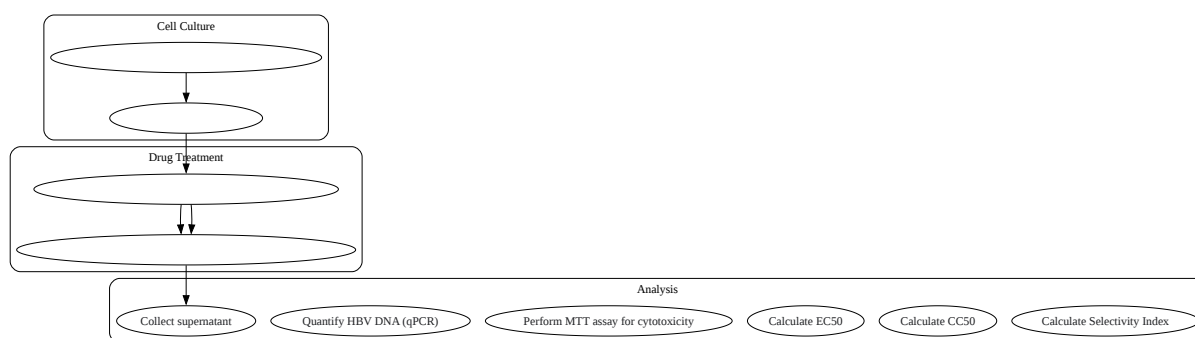 Cell Culture
Drug Treatment
Analysis
Collect supernatant
Quantify HBV DNA (qPCR)
Perform MTT assay for cytotoxicity
Calculate EC50
Calculate CC50
Calculate Selectivity Index